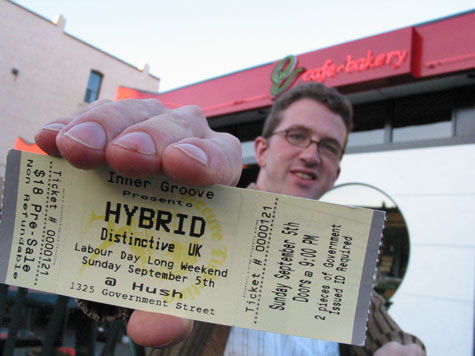 cafe-bakery
$18 Pre-Sale
Non Refundable
Ticket # 0000121
Inner Groove
Presents
HYBRID
Distinctive UK
Labour Day Long Weekend
Sunday September 5th
@ Hush
1325 Government Street
Ticket # 0000121
Sunday September 5th
Doors @ 9:00 PM
2 pieces of Government
Issued ID Required